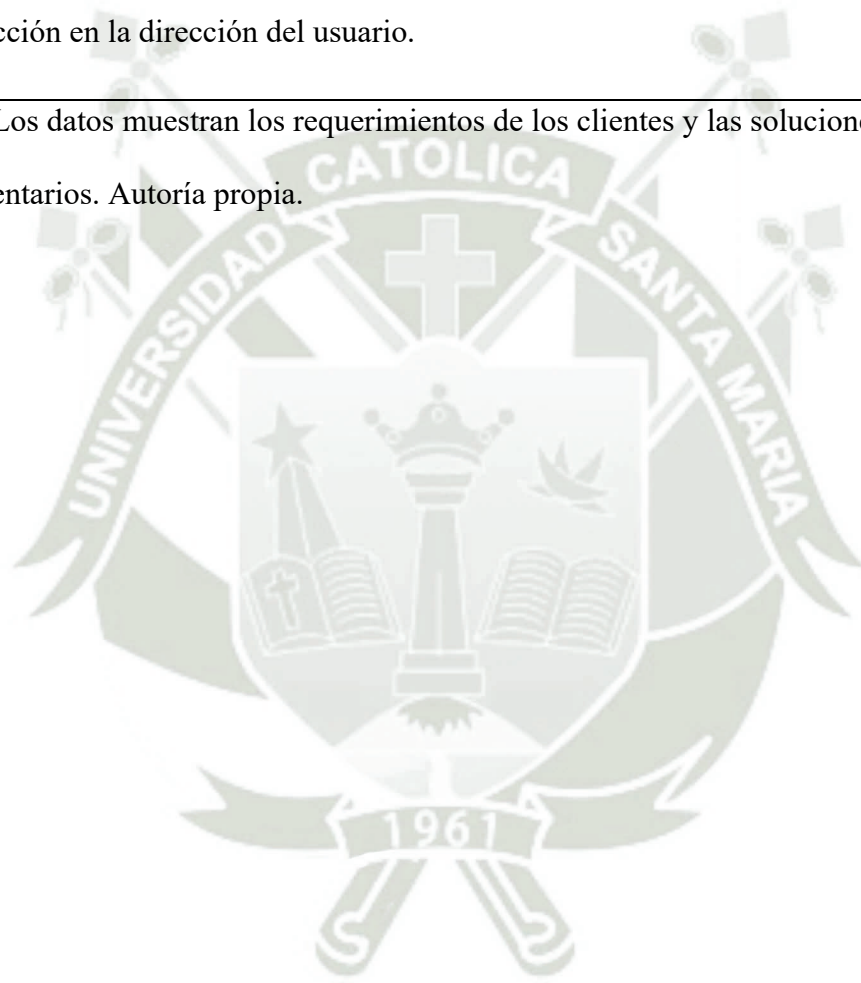 cción en la dirección del usuario.
Los datos muestran los requerimientos de los clientes y las solucion
entarios. Autoría propia.
UNIVERSIDAD CATOLICA SANTA MARIA
1961